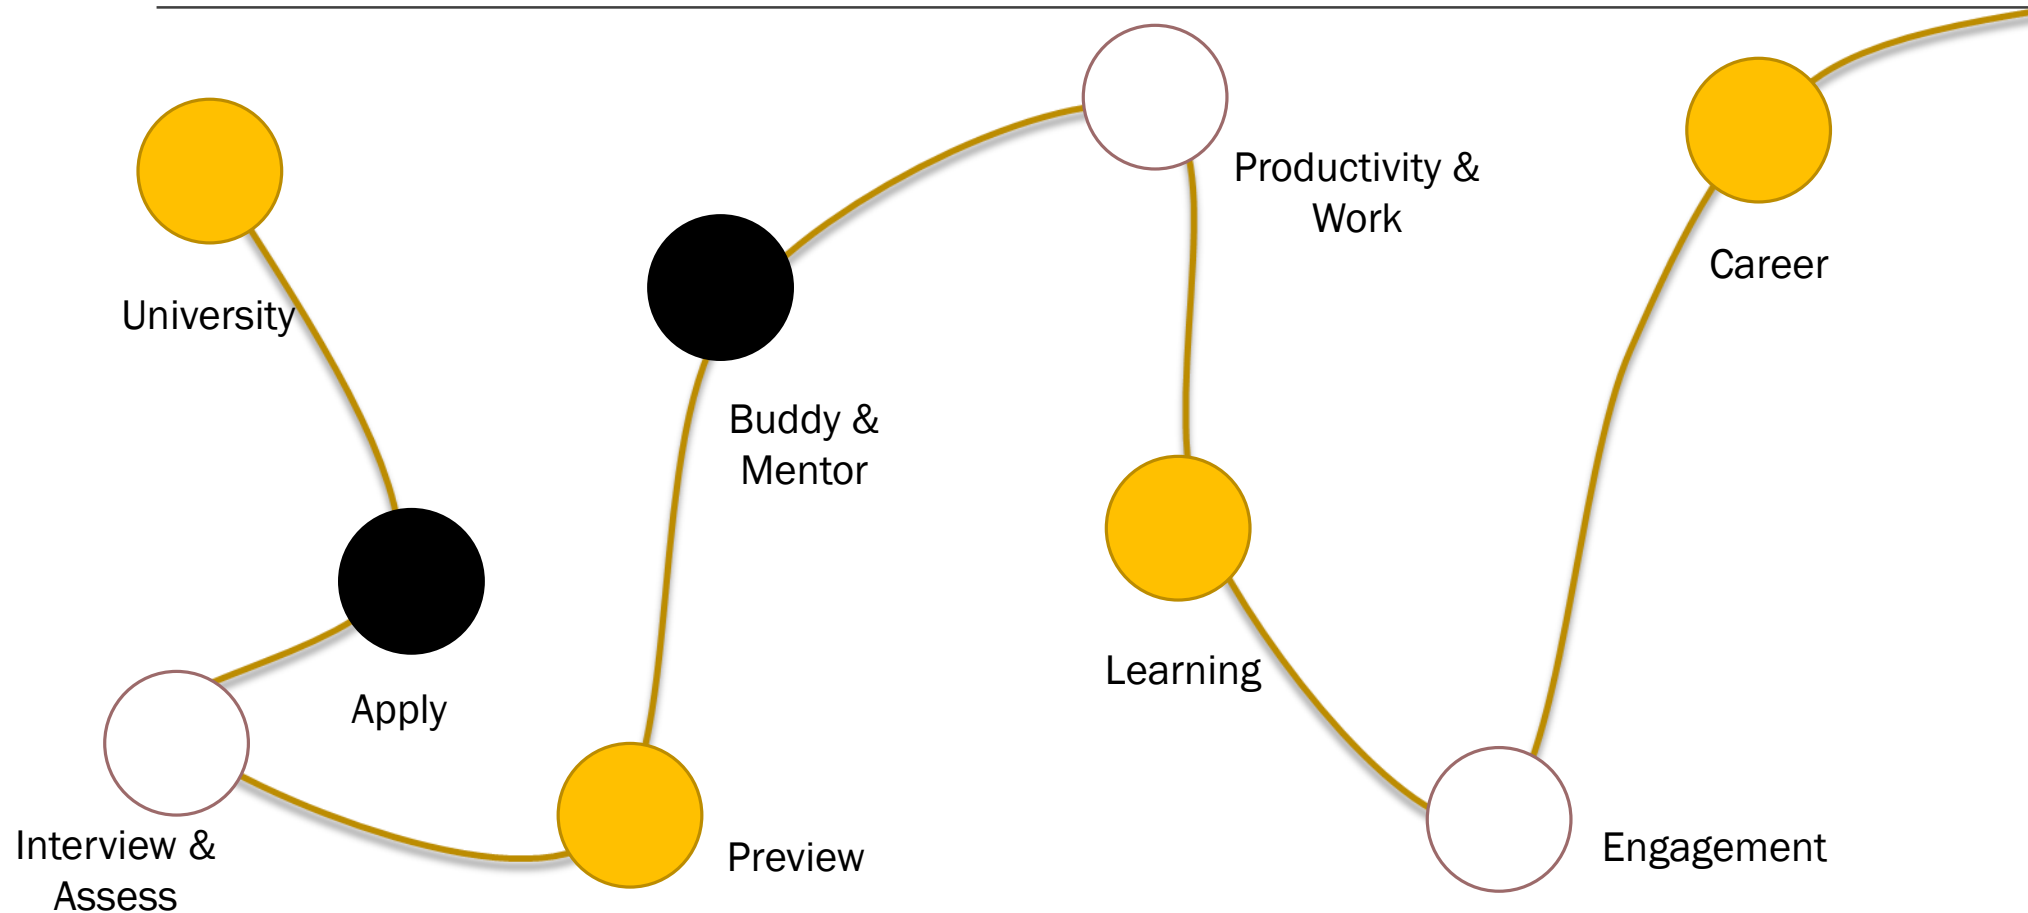 University
Apply
Interview &
Assess
Preview
Buddy &
Mentor
Productivity &
Work
Learning
Engagement
Career